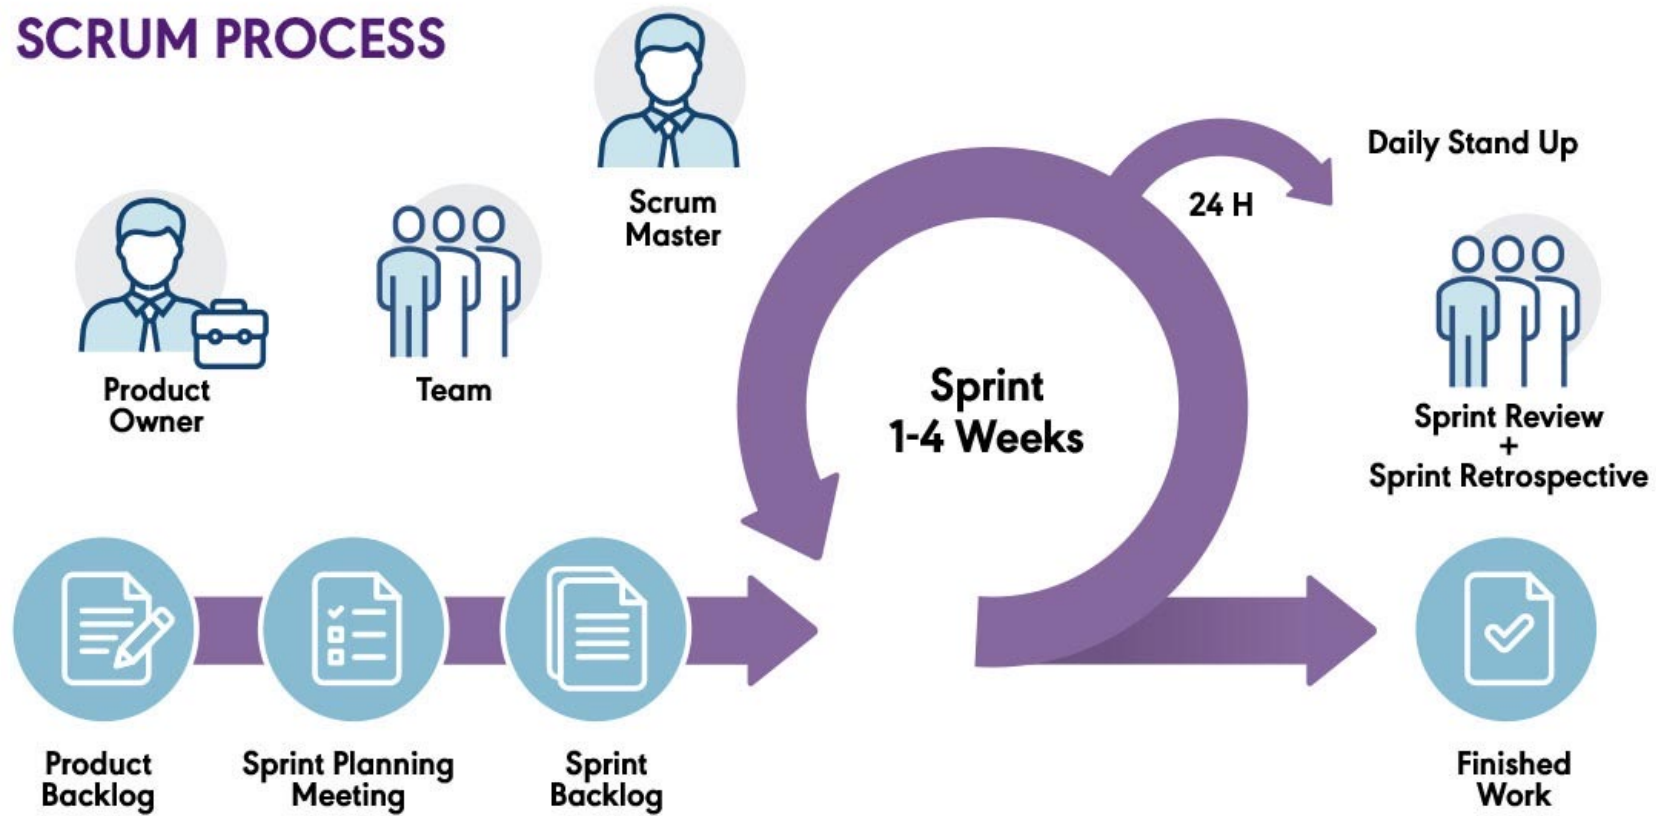 SCRUM PROCESS
Scrum
Master
Product
Owner
Team
Daily Stand Up
24 H
Sprint
1-4 Weeks
Sprint Review
+
Sprint Retrospective
Product
Backlog
Sprint Planning
Meeting
Sprint
Backlog
Finished
Work